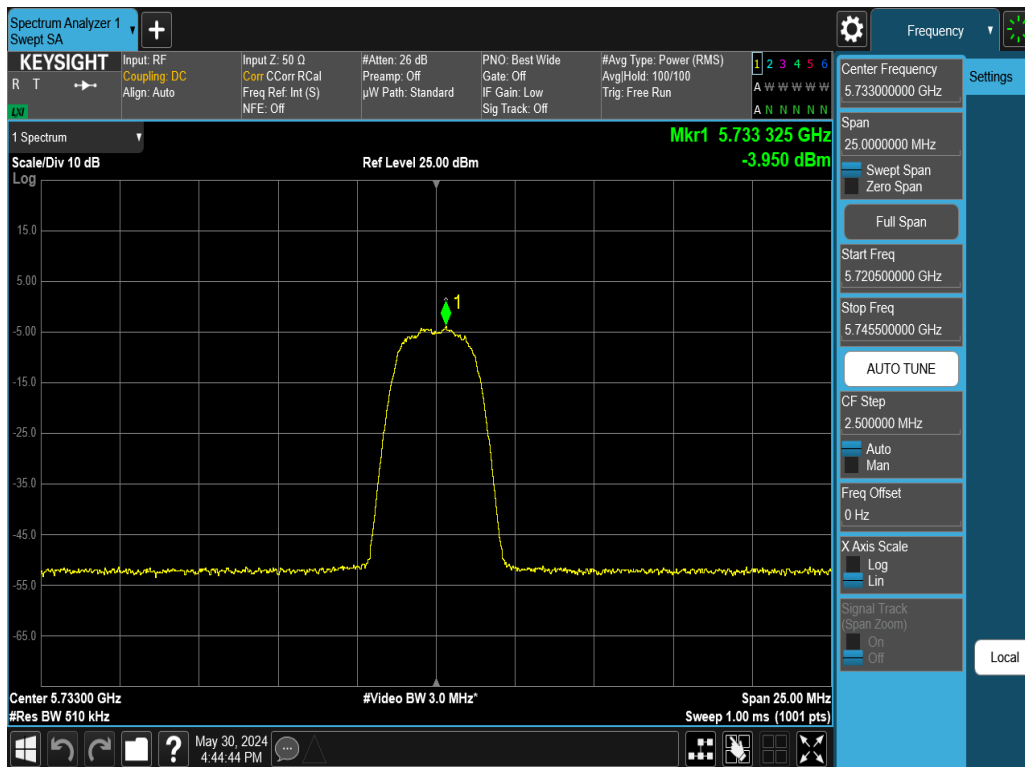 Spectrum Analyzer 1
Swept SA
Frequency
KEYSIGHT
R T
LXI
Input: RF
Coupling: DC
Align: Auto
Input Z: 50 Ω
Corr CCorr RCal
Freq Ref: Int (S)
NFE: Off
#Atten: 26 dB
Preamp: Off
µW Path: Standard
PNO: Best Wide
Gate: Off
IF Gain: Low
Sig Track: Off
#Avg Type: Power (RMS)
Avg|Hold: 100/100
Trig: Free Run
1 2 3 4 5 6
A W W W W W
A N N N N N
1 Spectrum
Scale/Div 10 dB
Log
Ref Level 25.00 dBm
Mkr1 5.733 325 GHz
-3.950 dBm
15.0
5.00
-5.00
-15.0
-25.0
-35.0
-45.0
-55.0
-65.0
1
Center 5.73300 GHz
#Res BW 510 kHz
#Video BW 3.0 MHz*
Span 25.00 MHz
Sweep 1.00 ms (1001 pts)
Center Frequency
5.733000000 GHz
Settings
Span
25.0000000 MHz
Swept Span
Zero Span
Full Span
Start Freq
5.720500000 GHz
Stop Freq
5.745500000 GHz
AUTO TUNE
CF Step
2.500000 MHz
Auto
Man
Freq Offset
0 Hz
X Axis Scale
Log
Lin
Signal Track
(Span Zoom)
On
Off
Local
?
May 30, 2024
4:44:44 PM